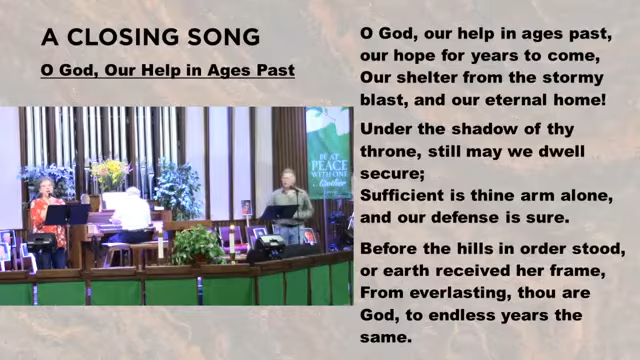 A CLOSING SONG
O God, Our Help in Ages Past
O God, our help in ages past,
our hope for years to come,
Our shelter from the stormy
blast, and our eternal home!
Under the shadow of thy
throne, still may we dwell
secure;
Sufficient is thine arm alone,
and our defense is sure.
Before the hills in order stood,
or earth received her frame,
From everlasting, thou are
God, to endless years the
same.
BE AT
PEACE
WITH ONE
Another